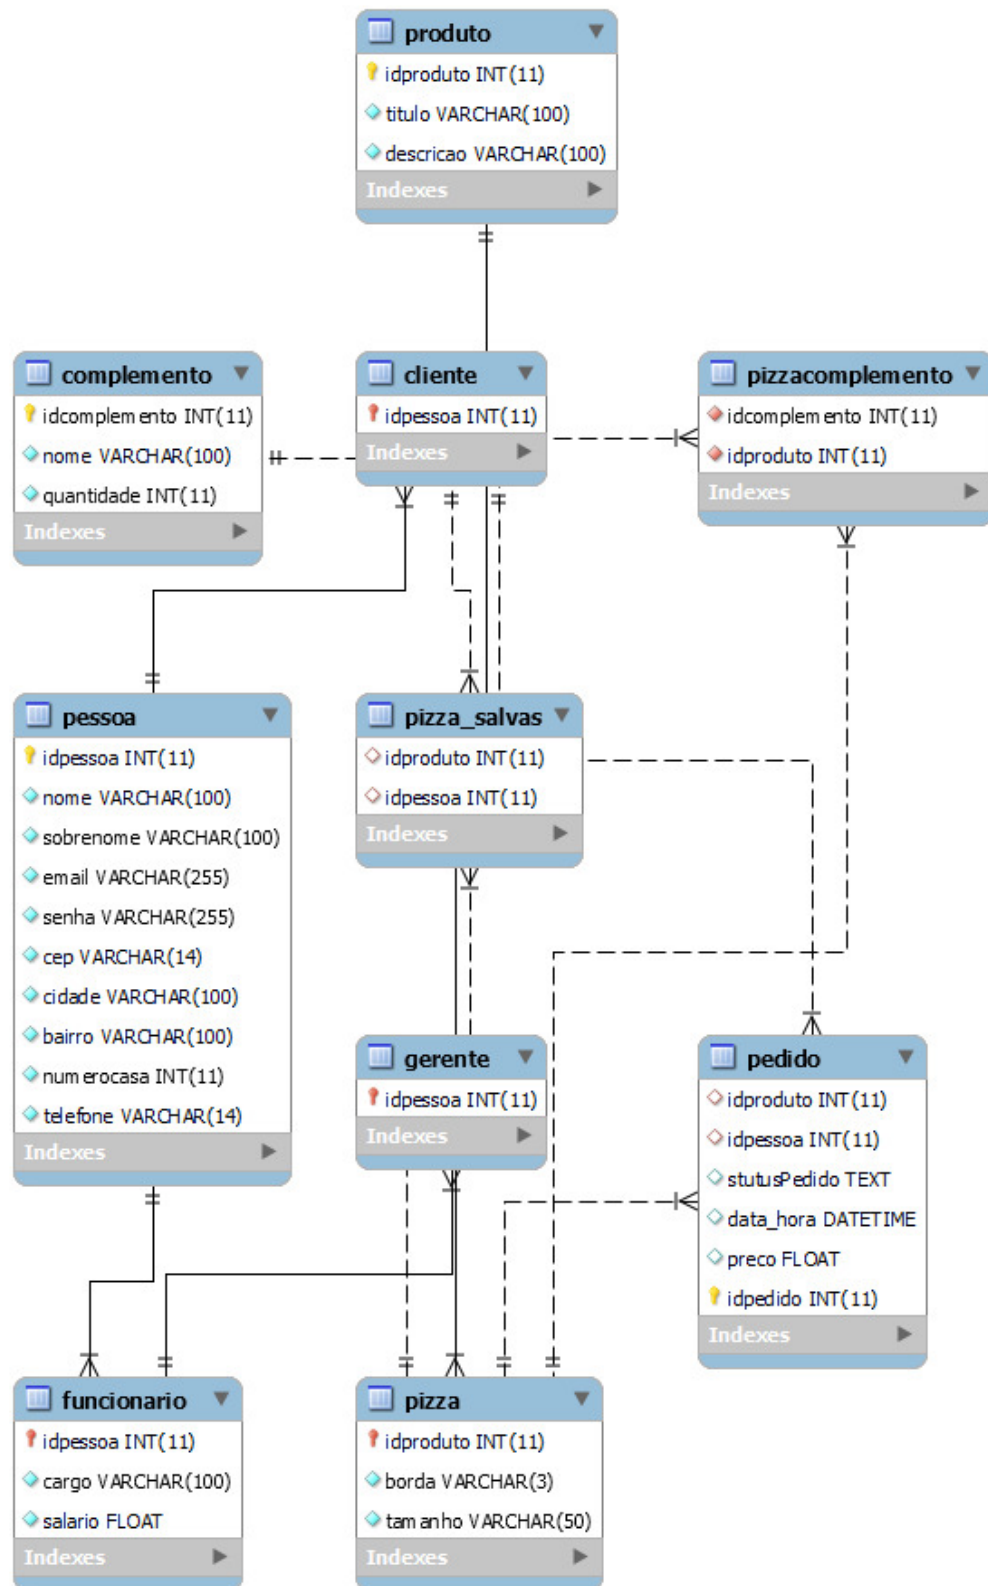 produto
idproduto INT(11)
titulo VARCHAR(100)
descricao VARCHAR(100)
Indexes
complemento
idcomplemento INT(11)
nome VARCHAR(100)
quantidade INT(11)
Indexes
cliente
idpessoa INT(11)
Indexes
pizzacomplemento
idcomplemento INT(11)
idproduto INT(11)
Indexes
pessoa
idpessoa INT(11)
nome VARCHAR(100)
sobrenome VARCHAR(100)
email VARCHAR(255)
senha VARCHAR(255)
cep VARCHAR(14)
cidade VARCHAR(100)
bairro VARCHAR(100)
numerocasa INT(11)
telefone VARCHAR(14)
Indexes
pizza_salvas
idproduto INT(11)
idpessoa INT(11)
Indexes
gerente
idpessoa INT(11)
Indexes
pedido
idproduto INT(11)
idpessoa INT(11)
stutusPedido TEXT
data_hora DATETIME
preco FLOAT
idpedido INT(11)
Indexes
funcionario
idpessoa INT(11)
cargo VARCHAR(100)
salario FLOAT
Indexes
pizza
idproduto INT(11)
borda VARCHAR(3)
tamanho VARCHAR(50)
Indexes